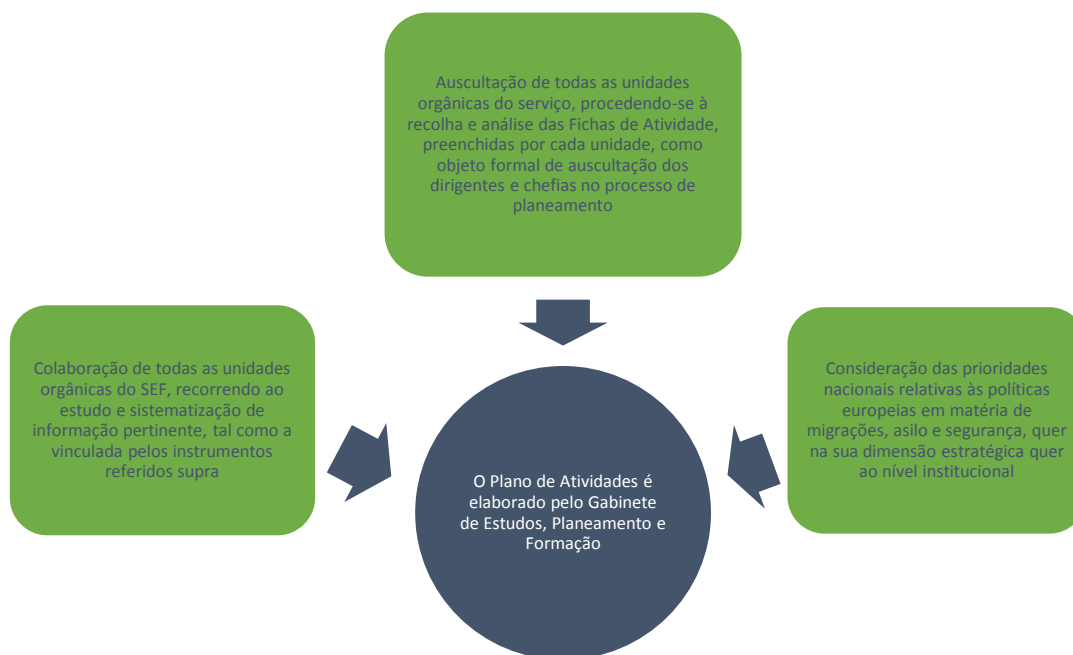 Auscultação de todas as unidades
orgânicas do serviço, procedendo-se à
recolha e análise das Fichas de Atividade,
preenchidas por cada unidade, como
objeto formal de auscultação dos
dirigentes e chefias no processo de
planeamento
Colaboração de todas as unidades
orgânicas do SEF, recorrendo ao
estudo e sistematização de
informação pertinente, tal como a
vinculada pelos instrumentos
referidos supra
Consideração das prioridades
nacionais relativas às políticas
europeias em matéria de
migrações, asilo e segurança, quer
na sua dimensão estratégica quer
ao nível institucional
O Plano de Atividades é
elaborado pelo Gabinete
de Estudos, Planeamento e
Formação